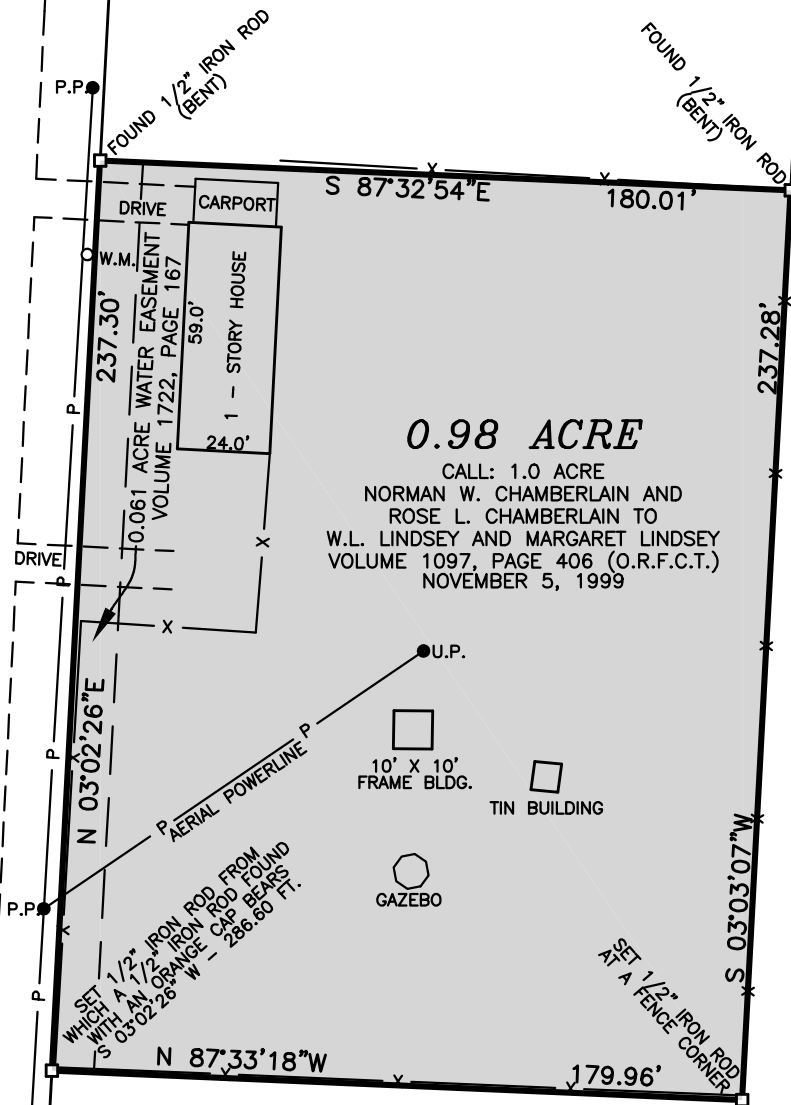 FOUND 1/2" IRON ROD
(BENT)
FOUND 1/2" IRON ROD
(BENT)
P.P.
S 87°32'54"E
180.01'
DRIVE
CARPORT
W.M.
237.30'
0.061 ACRE WATER EASEMENT
VOLUME 1722, PAGE 167
59.0'
1 - STORY HOUSE
24.0'
237.28'
0.98 ACRE
CALL: 1.0 ACRE
NORMAN W. CHAMBERLAIN AND
ROSE L. CHAMBERLAIN TO
W.L. LINDSEY AND MARGARET LINDSEY
VOLUME 1097, PAGE 406 (O.R.F.C.T.)
NOVEMBER 5, 1999
X
X
P
X
DRIVE
P
X
X
X
U.P.
N 03°02'26"E
P
X
P
10' X 10'
FRAME BLDG.
TIN BUILDING
P
AERIAL POWERLINE
X
GAZEBO
S 03°03'07"W
P.P.
X
SET 1/2" IRON ROD FROM
WHICH A 1/2" IRON ROD FOUND
WITH AN ORANGE CAP BEARS
S 03°02'26" W - 286.60 FT.
SET 1/2" IRON ROD
AT A FENCE CORNER
P
X
N 87°33'18"W
179.96'
X
X
X